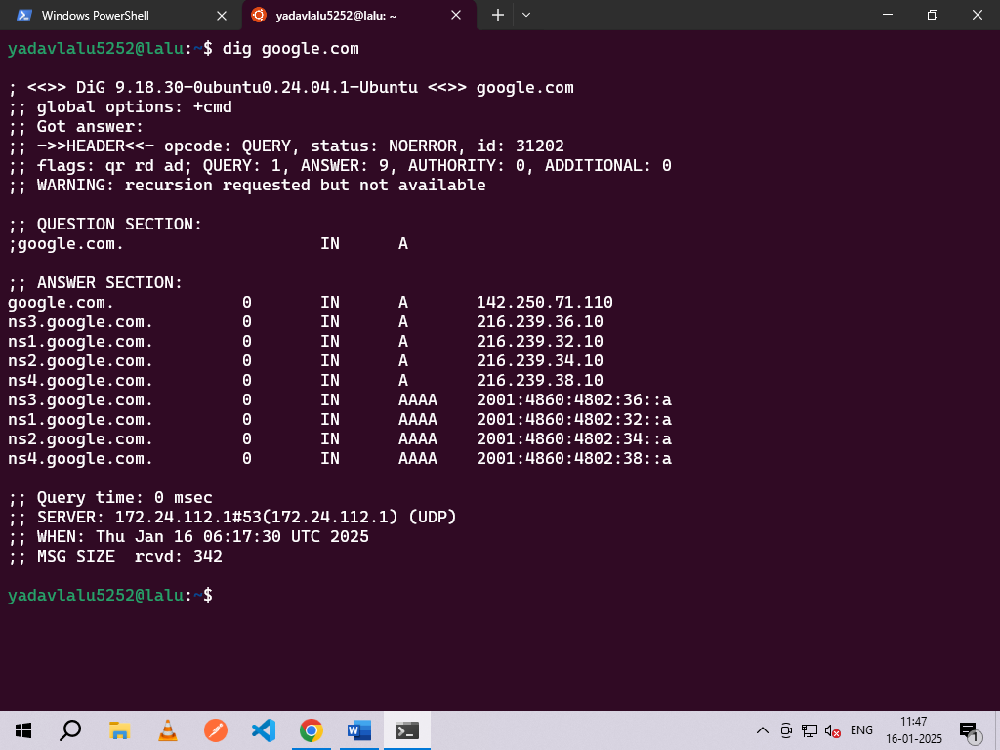 Windows PowerShell
yadavlalu5252@lalu: ~
yadavlalu5252@lalu:~$ dig google.com
; <<>> DiG 9.18.30-0ubuntu0.24.04.1-Ubuntu <<>> google.com
;; global options: +cmd
;; Got answer:
;; ->>HEADER<<- opcode: QUERY, status: NOERROR, id: 31202
;; flags: qr rd ad; QUERY: 1, ANSWER: 9, AUTHORITY: 0, ADDITIONAL: 0
;; WARNING: recursion requested but not available
;; QUESTION SECTION:
;google.com. IN A
;; ANSWER SECTION:
google.com. 0 IN A 142.250.71.110
ns3.google.com. 0 IN A 216.239.36.10
ns1.google.com. 0 IN A 216.239.32.10
ns2.google.com. 0 IN A 216.239.34.10
ns4.google.com. 0 IN A 216.239.38.10
ns3.google.com. 0 IN AAAA 2001:4860:4802:36::a
ns1.google.com. 0 IN AAAA 2001:4860:4802:32::a
ns2.google.com. 0 IN AAAA 2001:4860:4802:34::a
ns4.google.com. 0 IN AAAA 2001:4860:4802:38::a
;; Query time: 0 msec
;; SERVER: 172.24.112.1#53(172.24.112.1) (UDP)
;; WHEN: Thu Jan 16 06:17:30 UTC 2025
;; MSG SIZE  rcvd: 342
yadavlalu5252@lalu:~$
ENG
11:47
16-01-2025
1